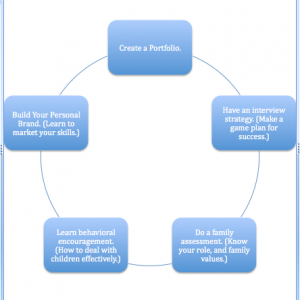 Create a Portfolio.
Have an interview
strategy. (Make a
game plan for
success.)
Do a family
assessment. (Know
your role, and family
values.)
Learn behavioral
encouragement.
(How to deal with
children effectively.)
Build Your Personal
Brand. (Learn to
market your skills.)